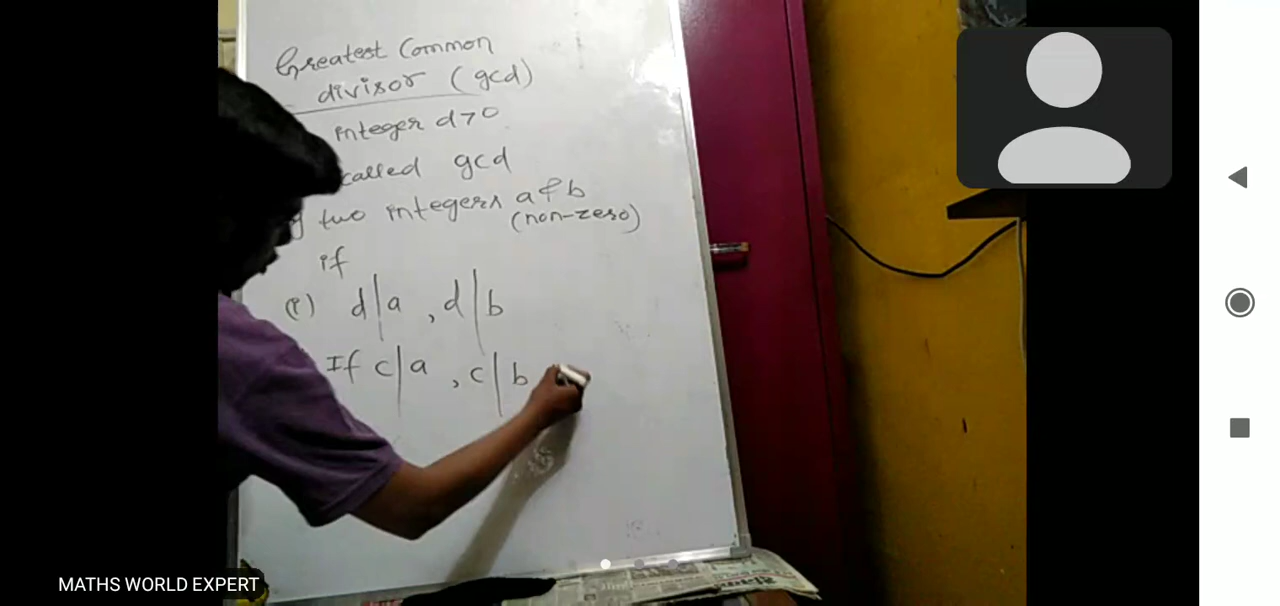 Greatest Common
divisor (gcd)
integer d>0
called gcd
two integers a & b
(non-zero)
if
(i) d|a , d|b
If c|a , c|b
MATHS WORLD EXPERT